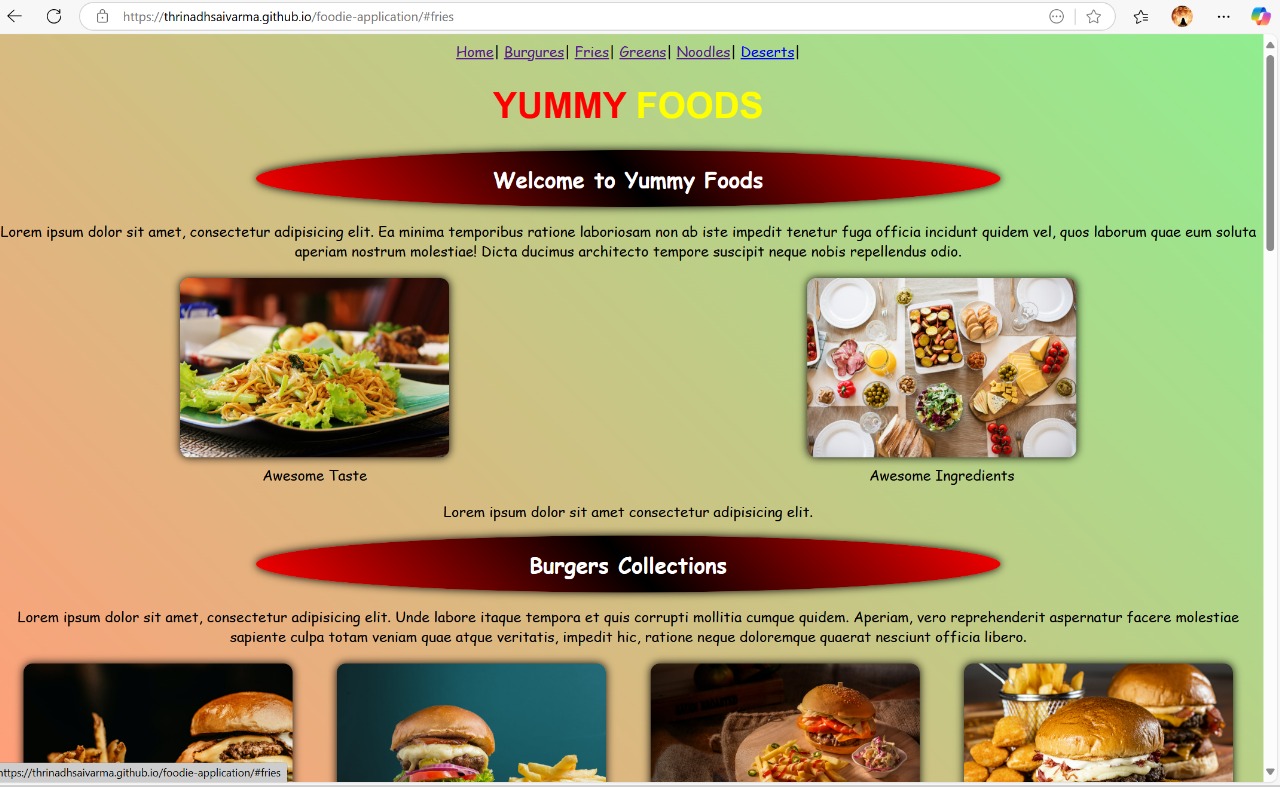 https://thrinadhsaivarma.github.io/foodie-application/#fries
Home| Burgures| Fries| Greens| Noodles| Deserts|
YUMMY FOODS
Welcome to Yummy Foods
Lorem ipsum dolor sit amet, consectetur adipisicing elit. Ea minima temporibus ratione laboriosam non ab iste impedit tenetur fuga officia incidunt quidem vel, quos laborum quae eum soluta
aperiam nostrum molestiae! Dicta ducimus architecto tempore suscipit neque nobis repellendus odio.
Awesome Taste
Awesome Ingredients
Lorem ipsum dolor sit amet consectetur adipisicing elit.
Burgers Collections
Lorem ipsum dolor sit amet, consectetur adipisicing elit. Unde labore itaque tempora et quis corrupti mollitia cumque quidem. Aperiam, vero reprehenderit aspernatur facere molestiae
sapiente culpa totam veniam quae atque veritatis, impedit hic, ratione neque doloremque quaerat nesciunt officia libero.
https://thrinadhsaivarma.github.io/foodie-application/#fries